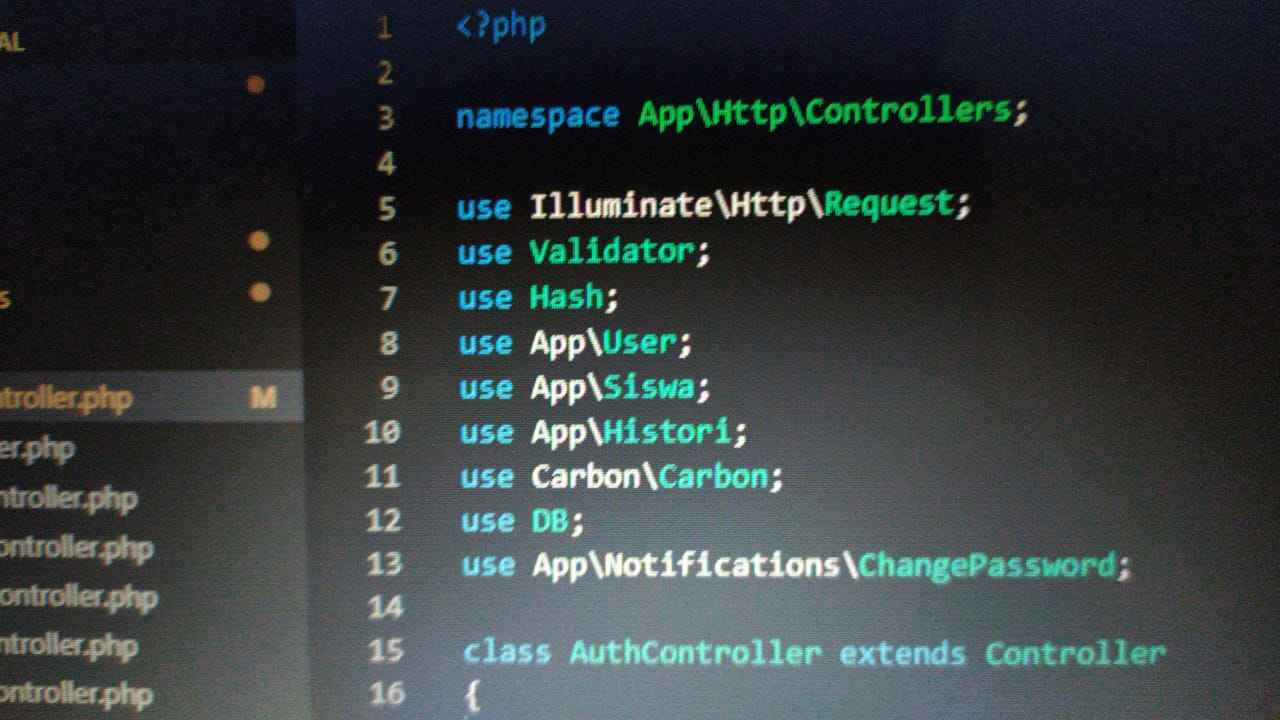 AL
s
ntroller.php M
er.php
ntroller.php
ontroller.php
ontroller.php
ntroller.php
ontroller.php
1 <?php
2
3 namespace App\Http\Controllers;
4
5 use Illuminate\Http\Request;
6 use Validator;
7 use Hash;
8 use App\User;
9 use App\Siswa;
10 use App\Histori;
11 use Carbon\Carbon;
12 use DB;
13 use App\Notifications\ChangePassword;
14
15 class AuthController extends Controller
16 {